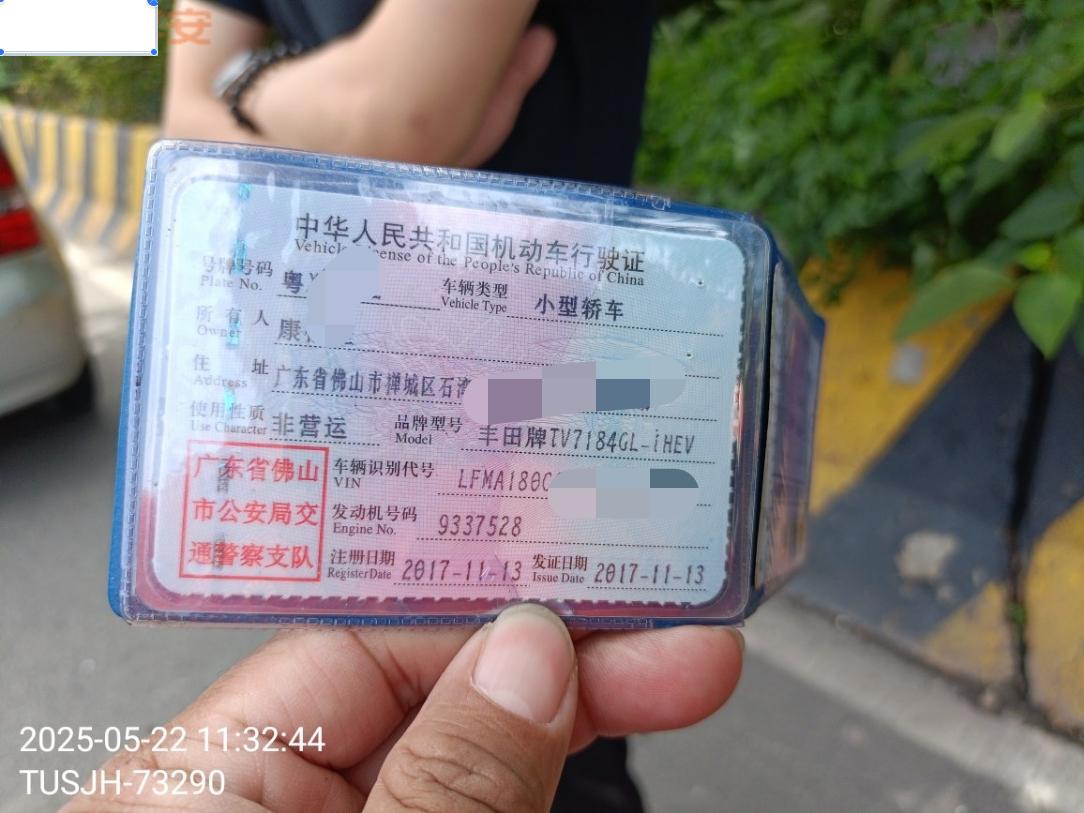 安
中华人民共和国机动车行驶证
Vehicle License of the People's Republic of China
号牌号码 粤 车辆类型 小型轿车
Plate No. Vehicle Type
所有人 康
Owner
住址 广东省佛山市禅城区石湾
Address
使用性质 非营运 品牌型号 丰田牌TV7184GL-iHEV
Use Character Model
广东省佛山
市公安局交
通警察支队
车辆识别代号 LFMA180C
VIN
发动机号码 9337528
Engine No.
注册日期 2017-11-13 发证日期 2017-11-13
Register Date Issue Date
2025-05-22 11:32:44
TUSJH-73290